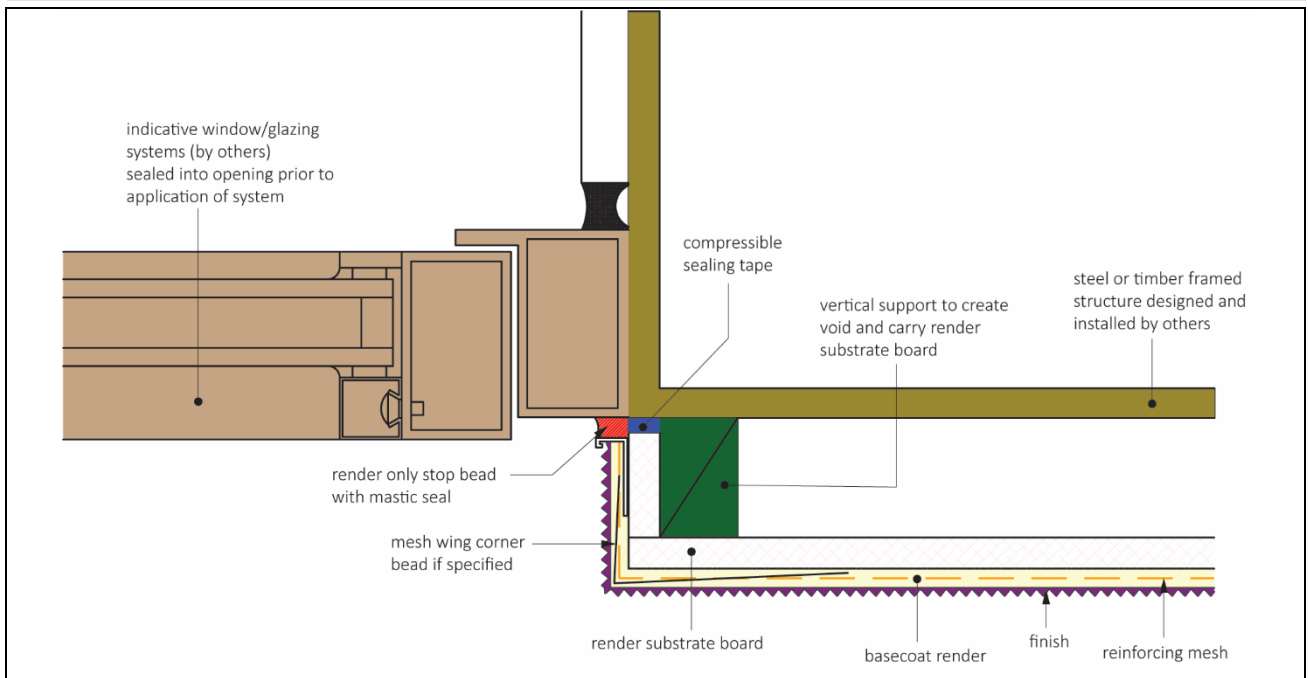 indicative window/glazing
systems (by others)
sealed into opening prior to
application of system
compressible
sealing tape
vertical support to create
void and carry render
substrate board
steel or timber framed
structure designed and
installed by others
render only stop bead
with mastic seal
mesh wing corner
bead if specified
render substrate board
basecoat render
finish
reinforcing mesh